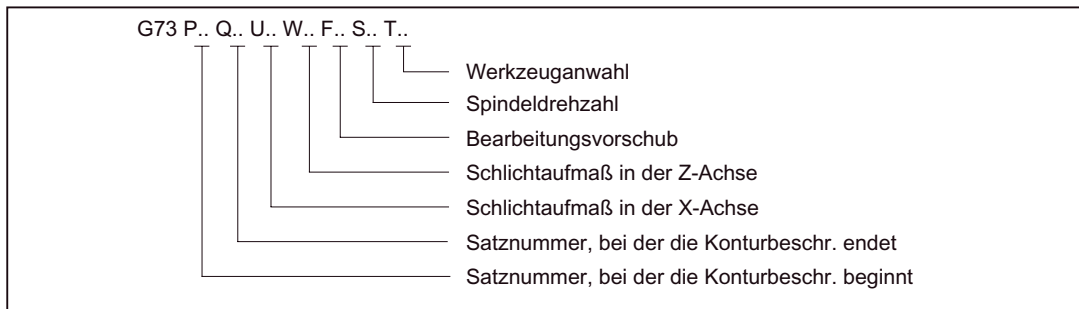 G73 P.. Q.. U.. W.. F.. S.. T..
Werkzeuganwahl
Spindeldrehzahl
Bearbeitungsvorschub
Schlichtaufmaß in der Z-Achse
Schlichtaufmaß in der X-Achse
Satznummer, bei der die Konturbeschr. endet
Satznummer, bei der die Konturbeschr. beginnt